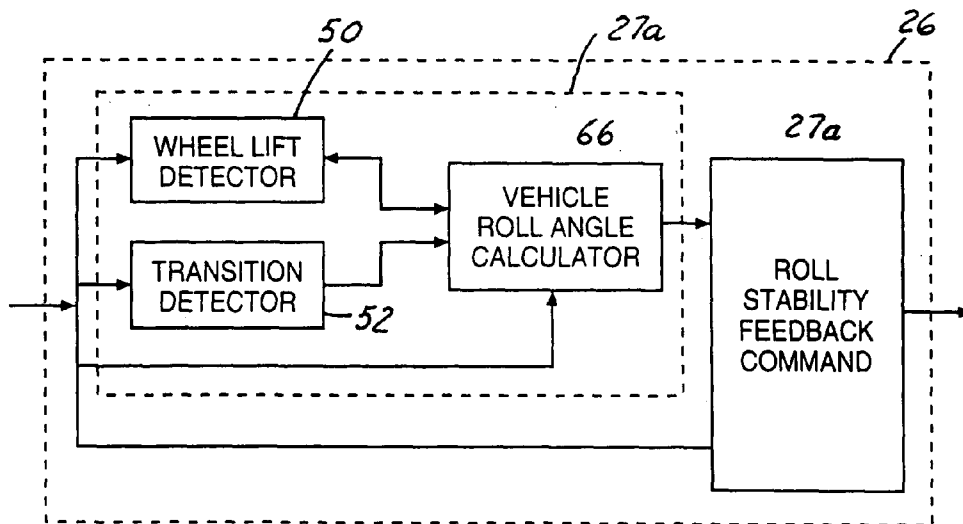 50
27a
26
WHEEL LIFT
DETECTOR
66
27a
VEHICLE
ROLL ANGLE
CALCULATOR
TRANSITION
DETECTOR
52
ROLL
STABILITY
FEEDBACK
COMMAND